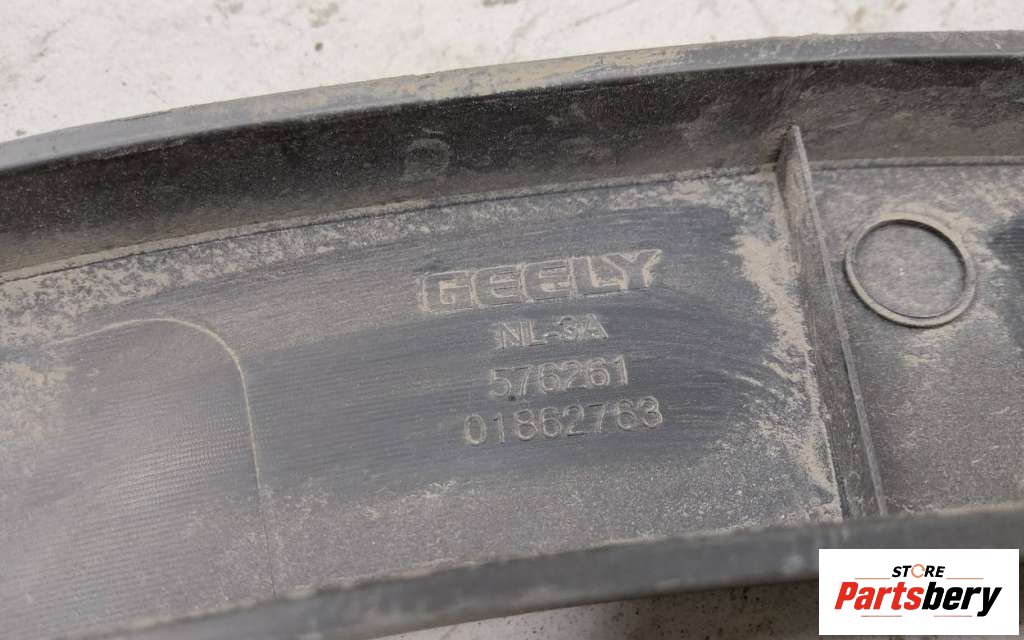 GEELY
NL-3A
576261
01862763
STORE
Partsbery